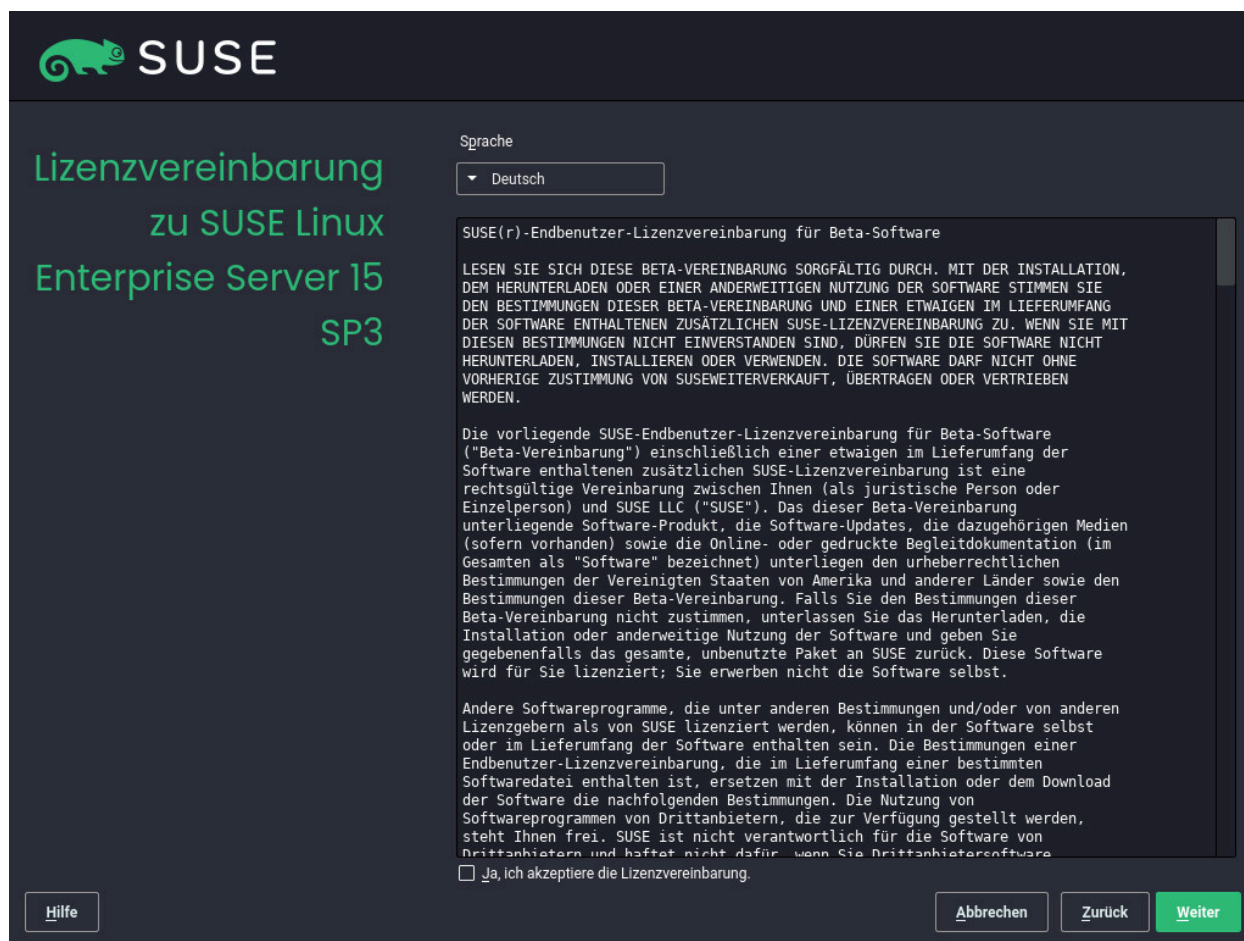 SUSE
Lizenzvereinbarung
zu SUSE Linux
Enterprise Server 15
SP3
Sprache
Deutsch
SUSE(r)-Endbenutzer-Lizenzvereinbarung für Beta-Software
LESEN SIE SICH DIESE BETA-VEREINBARUNG SORGFÄLTIG DURCH. MIT DER INSTALLATION,
DEM HERUNTERLADEN ODER EINER ANDERWEITIGEN NUTZUNG DER SOFTWARE STIMMEN SIE
DEN BESTIMMUNGEN DIESER BETA-VEREINBARUNG UND EINER ETWAIGEN IM LIEFERUMFANG
DER SOFTWARE ENTHALTENEN ZUSÄTZLICHEN SUSE-LIZENZVEREINBARUNG ZU. WENN SIE MIT
DIESEN BESTIMMUNGEN NICHT EINVERSTANDEN SIND, DÜRFEN SIE DIE SOFTWARE NICHT
HERUNTERLADEN, INSTALLIEREN ODER VERWENDEN. DIE SOFTWARE DARF NICHT OHNE
VORHERIGE ZUSTIMMUNG VON SUSEWEITERVERKAUFT, ÜBERTRAGEN ODER VERTRIEBEN
WERDEN.
Die vorliegende SUSE-Endbenutzer-Lizenzvereinbarung für Beta-Software
("Beta-Vereinbarung") einschließlich einer etwaigen im Lieferumfang der
Software enthaltenen zusätzlichen SUSE-Lizenzvereinbarung ist eine
rechtsgültige Vereinbarung zwischen Ihnen (als juristische Person oder
Einzelperson) und SUSE LLC ("SUSE"). Das dieser Beta-Vereinbarung
unterliegende Software-Produkt, die Software-Updates, die dazugehörigen Medien
(sofern vorhanden) sowie die Online- oder gedruckte Begleitdokumentation (im
Gesamten als "Software" bezeichnet) unterliegen den urheberrechtlichen
Bestimmungen der Vereinigten Staaten von Amerika und anderer Länder sowie den
Bestimmungen dieser Beta-Vereinbarung. Falls Sie den Bestimmungen dieser
Beta-Vereinbarung nicht zustimmen, unterlassen Sie das Herunterladen, die
Installation oder anderweitige Nutzung der Software und geben Sie
gegebenenfalls das gesamte, unbenutzte Paket an SUSE zurück. Diese Software
wird für Sie lizenziert; Sie erwerben nicht die Software selbst.
Andere Softwareprogramme, die unter anderen Bestimmungen und/oder von anderen
Lizenzgebern als von SUSE lizenziert werden, können in der Software selbst
oder im Lieferumfang der Software enthalten sein. Die Bestimmungen einer
Endbenutzer-Lizenzvereinbarung, die im Lieferumfang einer bestimmten
Softwaredatei enthalten ist, ersetzen mit der Installation oder dem Download
der Software die nachfolgenden Bestimmungen. Die Nutzung von
Softwareprogrammen von Drittanbietern, die zur Verfügung gestellt werden,
steht Ihnen frei. SUSE ist nicht verantwortlich für die Software von
Drittanbietern und haftet nicht dafür, wenn Sie Drittanbietersoftware
Ja, ich akzeptiere die Lizenzvereinbarung.
Hilfe
Abbrechen
Zurück
Weiter